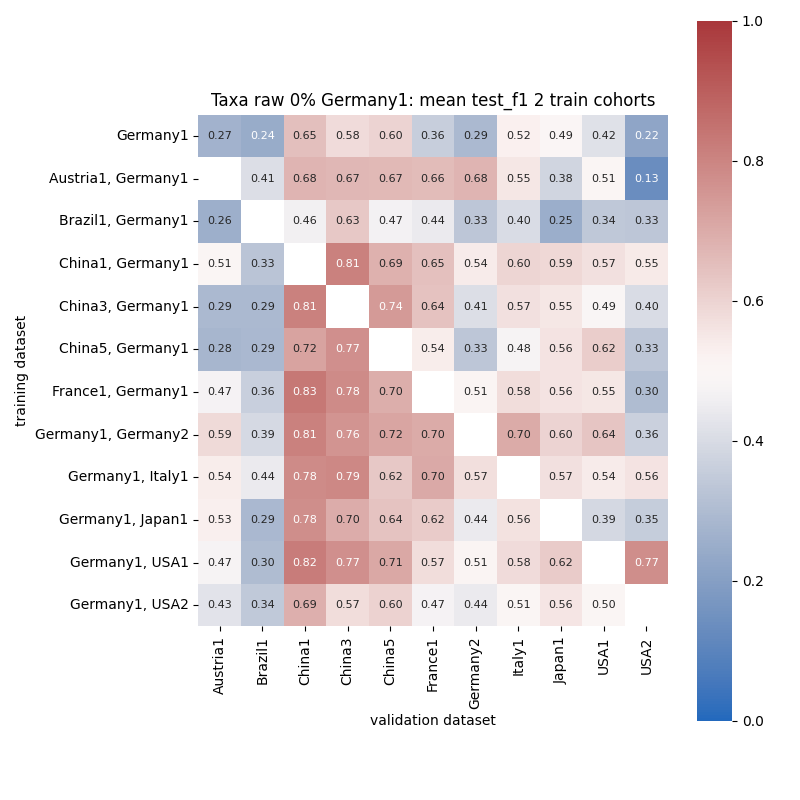 Taxa raw 0% Germany1: mean test_f1 2 train cohorts
Germany1 0.27 0.24 0.65 0.58 0.60 0.36 0.29 0.52 0.49 0.42 0.22
Austria1, Germany1 0.41 0.68 0.67 0.67 0.66 0.68 0.55 0.38 0.51 0.13
Brazil1, Germany1 0.26 0.46 0.63 0.47 0.44 0.33 0.40 0.25 0.34 0.33
China1, Germany1 0.51 0.33 0.81 0.69 0.65 0.54 0.60 0.59 0.57 0.55
China3, Germany1 0.29 0.29 0.81 0.74 0.64 0.41 0.57 0.55 0.49 0.40
China5, Germany1 0.28 0.29 0.72 0.77 0.54 0.33 0.48 0.56 0.62 0.33
France1, Germany1 0.47 0.36 0.83 0.78 0.70 0.51 0.58 0.56 0.55 0.30
Germany1, Germany2 0.59 0.39 0.81 0.76 0.72 0.70 0.70 0.60 0.64 0.36
Germany1, Italy1 0.54 0.44 0.78 0.79 0.62 0.70 0.57 0.57 0.54 0.56
Germany1, Japan1 0.53 0.29 0.78 0.70 0.64 0.62 0.44 0.56 0.39 0.35
Germany1, USA1 0.47 0.30 0.82 0.77 0.71 0.57 0.51 0.58 0.62 0.77
Germany1, USA2 0.43 0.34 0.69 0.57 0.60 0.47 0.44 0.51 0.56 0.50
Austria1 Brazil1 China1 China3 China5 France1 Germany2 Italy1 Japan1 USA1 USA2
validation dataset
training dataset
1.0
0.8
0.6
0.4
0.2
0.0